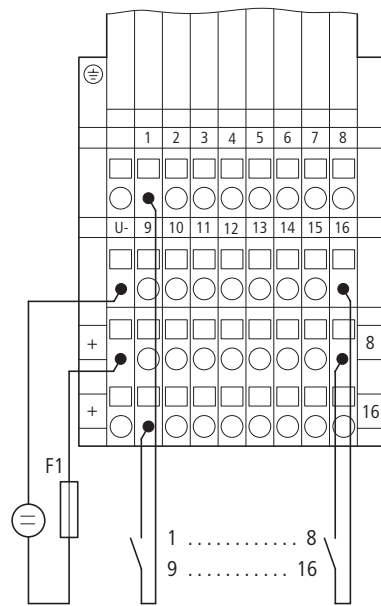 1 2 3 4 5 6 7 8
U- 9 10 11 12 13 14 15 16
+ 8
+ 16
F1
1 ........... 8
9 .......... 16